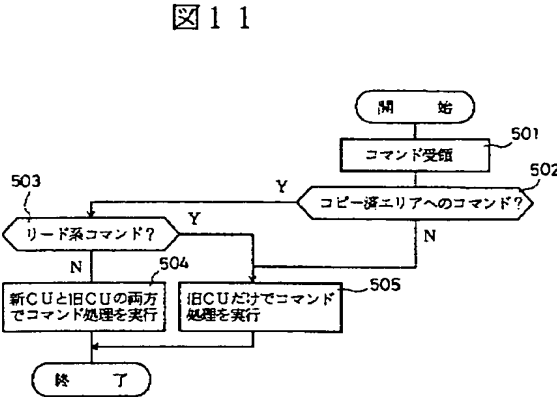 図11
開 始
501
コマンド受領
502
コピー済エリアへのコマンド?
Y
N
503
リード系コマンド?
Y
N
504
新CUと旧CUの両方
でコマンド処理を実行
505
旧CUだけでコマンド
処理を実行
終 了